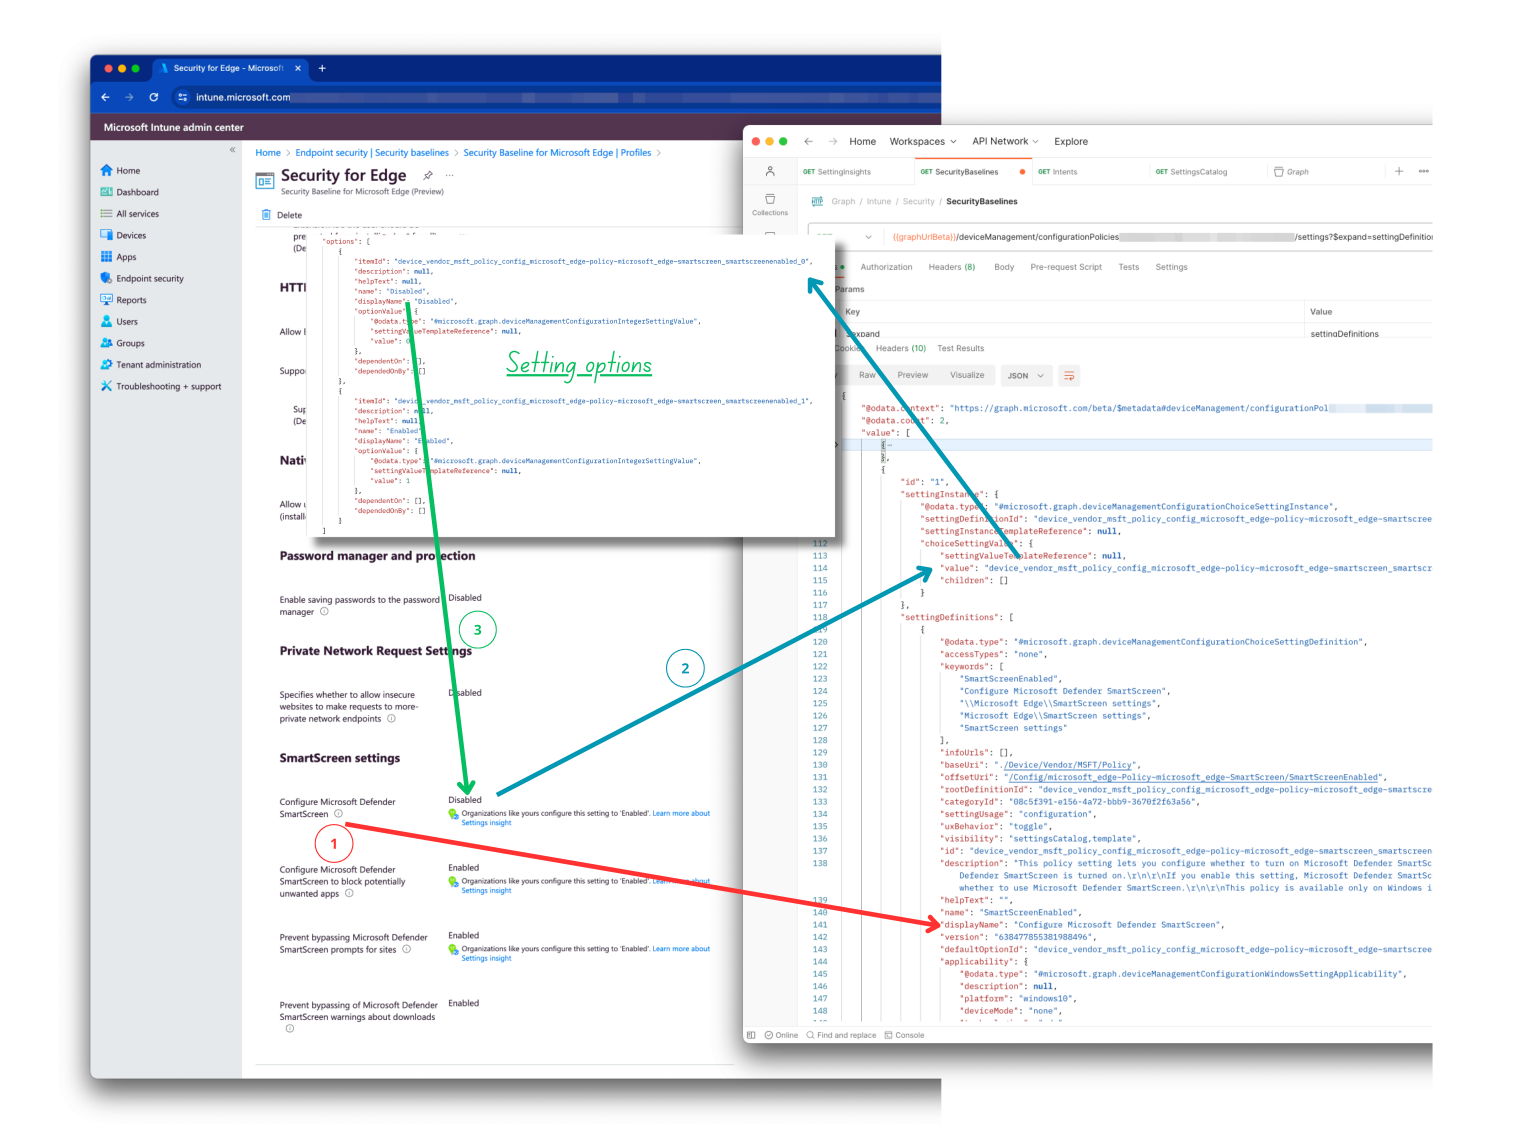 Security for Edge - Microsoft
intune.microsoft.com
Microsoft Intune admin center
Home
Dashboard
All services
Devices
Apps
Endpoint security
Reports
Users
Groups
Tenant administration
Troubleshooting + support
Home > Endpoint security | Security baselines > Security Baseline for Microsoft Edge | Profiles >
Security for Edge
Security Baseline for Microsoft Edge (Preview)
Delete
pre
(De
HTTI
Allow I
Suppo
Sup
(De
Nati
Allow u
(install
"options": [
{
"itemId": "device_vendor_msft_policy_config_microsoft_edge~policy~microsoft_edge~smartscreen_smartscreenenabled_0",
"description": null,
"helpText": null,
"name": "Disabled",
"displayName": "Disabled",
"optionValue": {
"@odata.type": "#microsoft.graph.deviceManagementConfigurationIntegerSettingValue",
"settingValueTemplateReference": null,
"value": 0
},
"dependentOn": [],
"dependedOnBy": []
},
{
"itemId": "device_vendor_msft_policy_config_microsoft_edge~policy~microsoft_edge~smartscreen_smartscreenenabled_1",
"description": null,
"helpText": null,
"name": "Enabled",
"displayName": "Enabled",
"optionValue": {
"@odata.type": "#microsoft.graph.deviceManagementConfigurationIntegerSettingValue",
"settingValueTemplateReference": null,
"value": 1
},
"dependentOn": [],
"dependedOnBy": []
}
]
Setting options
Password manager and protection
Enable saving passwords to the password Disabled
manager
3
Private Network Request Settings
Specifies whether to allow insecure Disabled
websites to make requests to more-
private network endpoints
2
SmartScreen settings
Configure Microsoft Defender Disabled
SmartScreen Organizations like yours configure this setting to 'Enabled'. Learn more about
Settings insight
1
Configure Microsoft Defender Enabled
SmartScreen to block potentially Organizations like yours configure this setting to 'Enabled'. Learn more about
unwanted apps Settings insight
Prevent bypassing Microsoft Defender Enabled
SmartScreen prompts for sites Organizations like yours configure this setting to 'Enabled'. Learn more about
Settings insight
Prevent bypassing of Microsoft Defender Enabled
SmartScreen warnings about downloads
Home Workspaces API Network Explore
GET SettingInsights GET SecurityBaselines GET Intents GET SettingsCatalog Graph
Collections
HTTP Graph / Intune / Security / SecurityBaselines
{{graphUrlBeta}}/deviceManagement/configurationPolicies /settings?$expand=settingDefinitio
Authorization Headers (8) Body Pre-request Script Tests Settings
Params
Key Value
$expand settingDefinitions
Cookie Headers (10) Test Results
Raw Preview Visualize JSON
{
"@odata.context": "https://graph.microsoft.com/beta/$metadata#deviceManagement/configurationPol
"@odata.count": 2,
"value": [
},
{
"id": "1",
"settingInstance": {
"@odata.type": "#microsoft.graph.deviceManagementConfigurationChoiceSettingInstance",
"settingDefinitionId": "device_vendor_msft_policy_config_microsoft_edge~policy~microsoft_edge~smartscree
"settingInstanceTemplateReference": null,
112 "choiceSettingValue": {
113 "settingValueTemplateReference": null,
114 "value": "device_vendor_msft_policy_config_microsoft_edge~policy~microsoft_edge~smartscreen_smartscr
115 "children": []
116 }
117 },
118 "settingDefinitions": [
119 {
120 "@odata.type": "#microsoft.graph.deviceManagementConfigurationChoiceSettingDefinition",
121 "accessTypes": "none",
122 "keywords": [
123 "SmartScreenEnabled",
124 "Configure Microsoft Defender SmartScreen",
125 "\\Microsoft Edge\\SmartScreen settings",
126 "Microsoft Edge\\SmartScreen settings",
127 "SmartScreen settings"
128 ],
129 "infoUrls": [],
130 "baseUri": "./Device/Vendor/MSFT/Policy",
131 "offsetUri": "/Config/microsoft_edge~Policy~microsoft_edge~SmartScreen/SmartScreenEnabled",
132 "rootDefinitionId": "device_vendor_msft_policy_config_microsoft_edge~policy~microsoft_edge~smartscree
133 "categoryId": "08c5f391-e156-4a72-bbb9-3670f2f63a56",
134 "settingUsage": "configuration",
135 "uxBehavior": "toggle",
136 "visibility": "settingsCatalog,template",
137 "id": "device_vendor_msft_policy_config_microsoft_edge~policy~microsoft_edge~smartscreen_smartscreen
138 "description": "This policy setting lets you configure whether to turn on Microsoft Defender SmartSc
Defender SmartScreen is turned on.\r\n\r\nIf you enable this setting, Microsoft Defender SmartSc
whether to use Microsoft Defender SmartScreen.\r\n\r\nThis policy is available only on Windows i
139 "helpText": "",
140 "name": "SmartScreenEnabled",
141 "displayName": "Configure Microsoft Defender SmartScreen",
142 "version": "638477855381988496",
143 "defaultOptionId": "device_vendor_msft_policy_config_microsoft_edge~policy~microsoft_edge~smartscree
144 "applicability": {
145 "@odata.type": "#microsoft.graph.deviceManagementConfigurationWindowsSettingApplicability",
146 "description": null,
147 "platform": "windows10",
148 "deviceMode": "none",
Online Find and replace Console